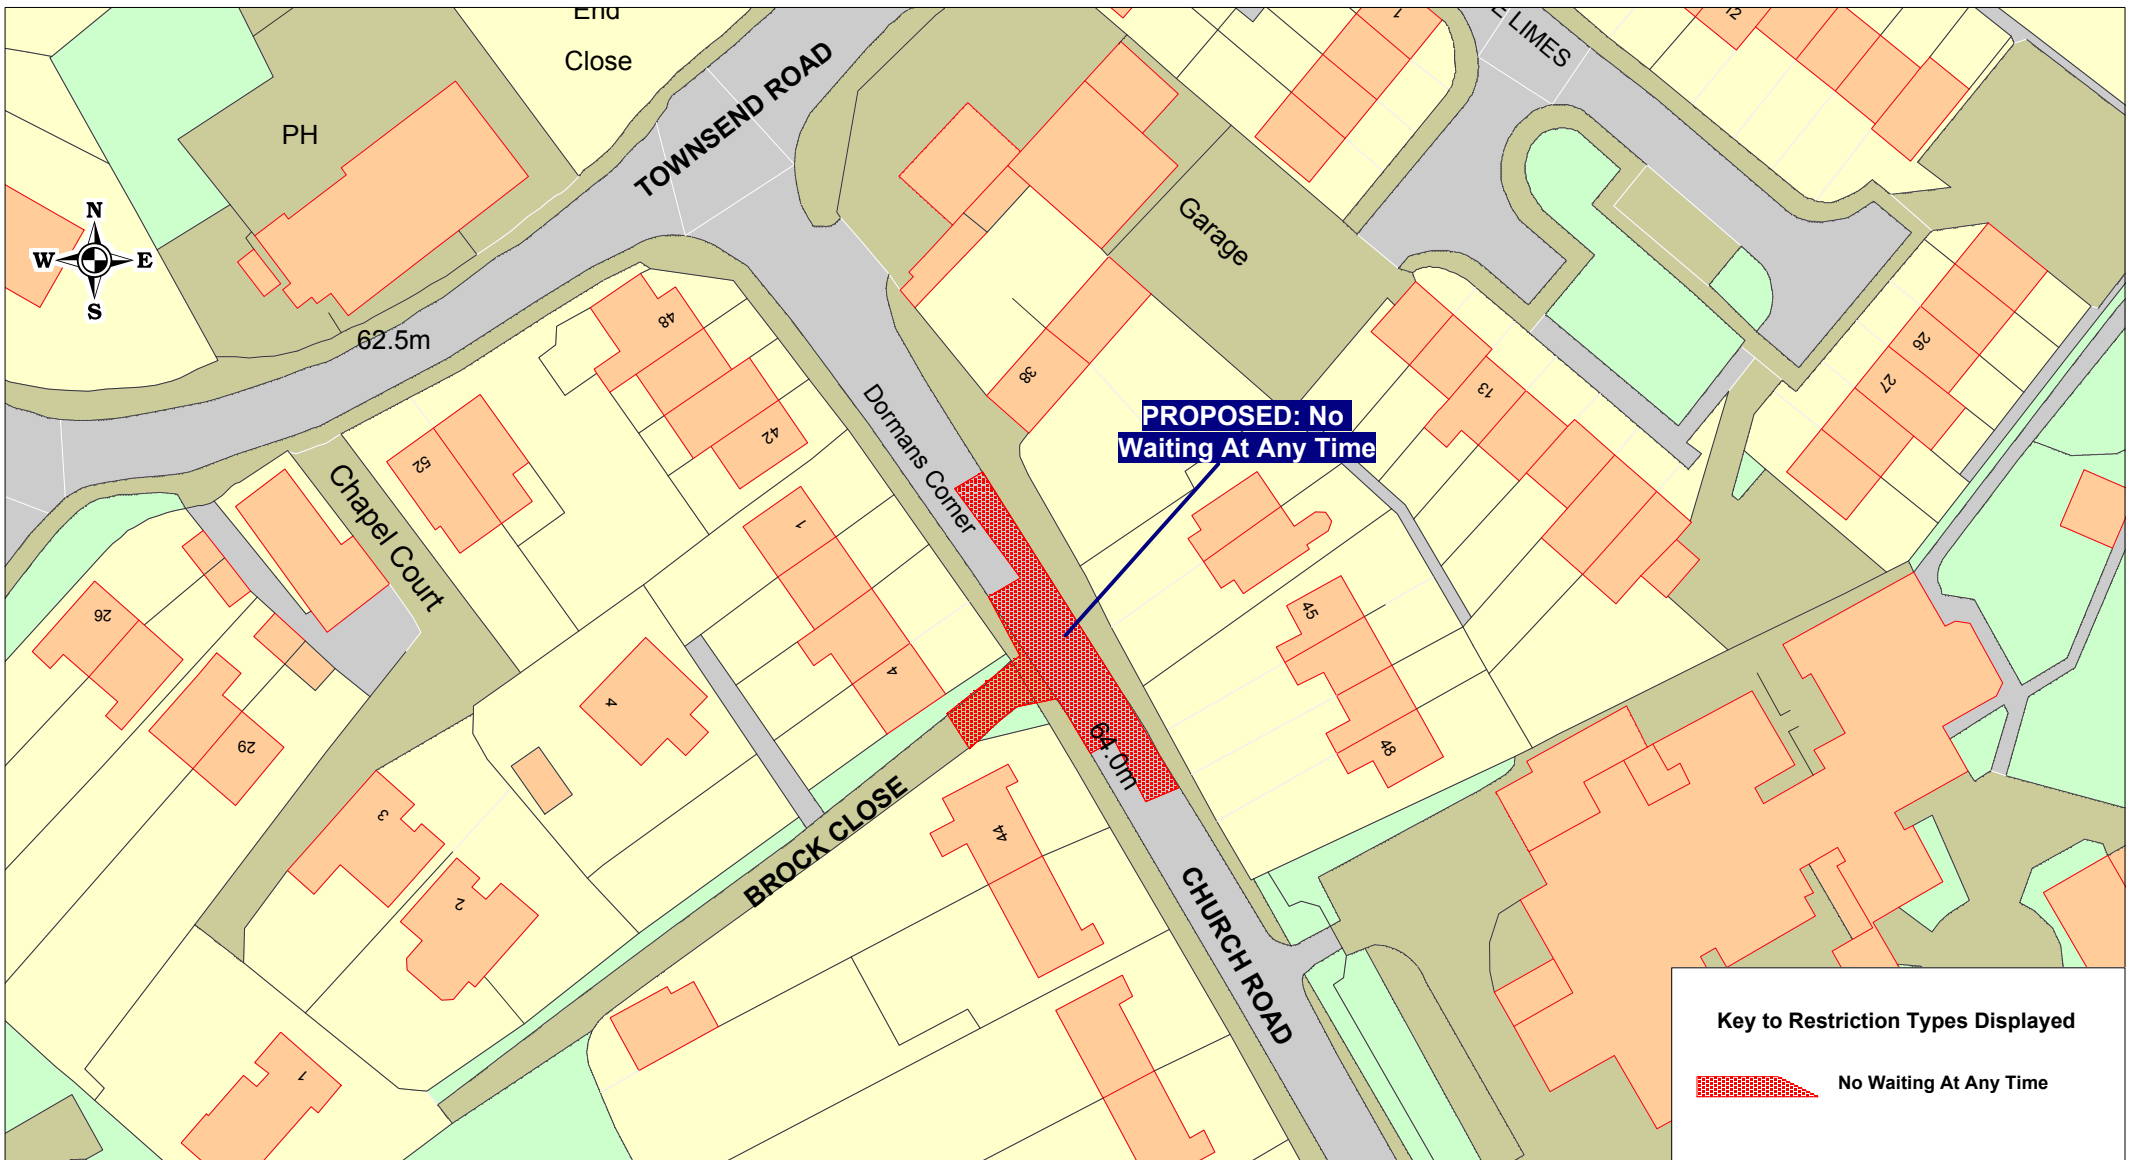 End
Close
PH
TOWNSEND ROAD
LIMES
12
1
N
W E
S
62.5m
Garage
48
42
38
Dormans Corner
PROPOSED: No
Waiting At Any Time
13
26
27
52
Chapel Court
1
4
45
48
26
29
4
64.0m
3
2
BROCK CLOSE
44
CHURCH ROAD
1
Key to Restriction Types Displayed
No Waiting At Any Time